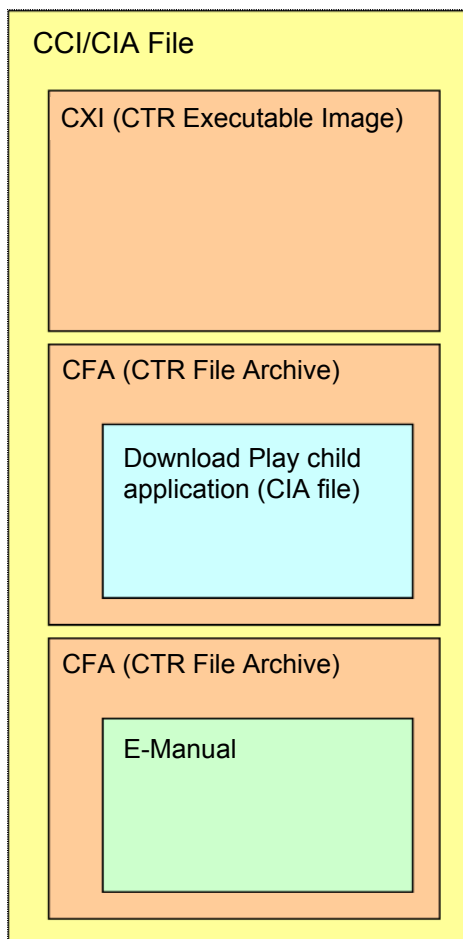 CCI/CIA File
CXI (CTR Executable Image)
CFA (CTR File Archive)
Download Play child
application (CIA file)
CFA (CTR File Archive)
E-Manual